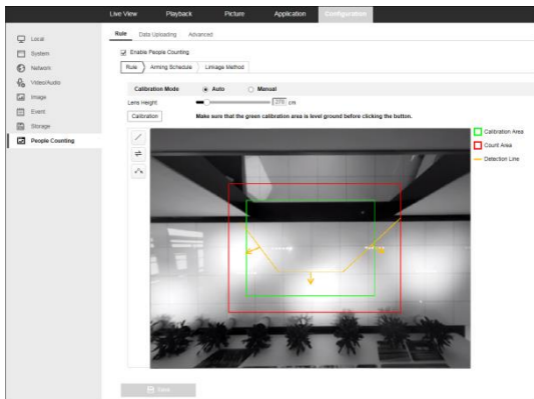 Live View Playback Picture Application Configuration
Local
System
Network
Video/Audio
Image
Event
Storage
People Counting
Rule Data Uploading Advanced
Enable People Counting
Rule Arming Schedule Linkage Method
Calibration Mode Auto Manual
Lens Height 270 cm
Calibration Make sure that the green calibration area is level ground before clicking the button.
Calibration Area
Count Area
Detection Line
Save